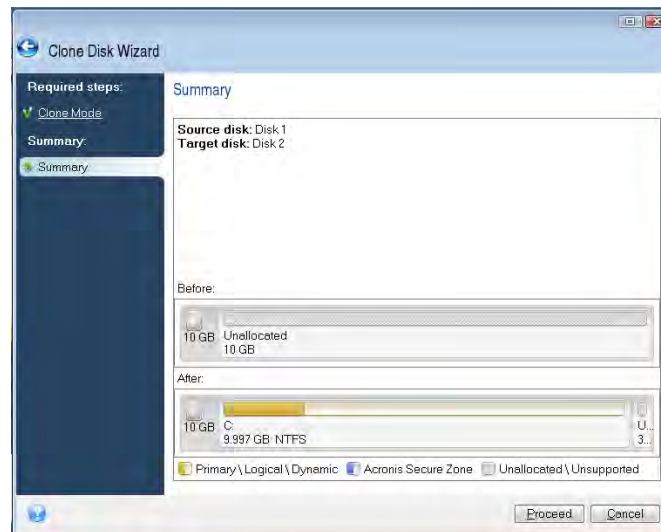 Clone Disk Wizard
Required steps:
Clone Mode
Summary:
Summary
Summary
Source disk: Disk 1
Target disk: Disk 2
Before:
10 GB
Unallocated
10 GB
After:
10 GB
C:
9.997 GB NTFS
U...
3...
Primary \ Logical \ Dynamic Acronis Secure Zone Unallocated \ Unsupported
Proceed Cancel